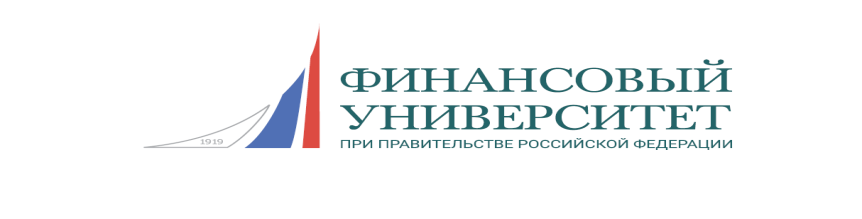 ФИНАНСОВЫЙ
УНИВЕРСИТЕТ
ПРИ ПРАВИТЕЛЬСТВЕ РОССИЙСКОЙ ФЕДЕРАЦИИ
1919